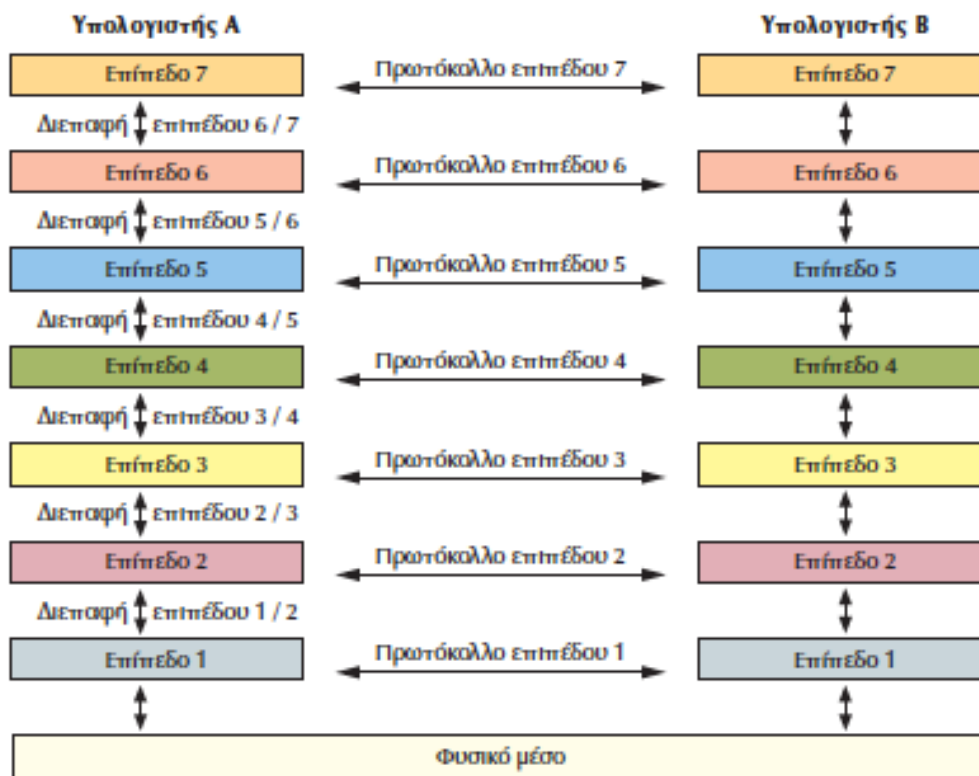 Υπολογιστής Α Υπολογιστής Β
Επίπεδο 7 Πρωτόκολλο επιπέδου 7 Επίπεδο 7
Διεπαφή επιπέδου 6 / 7
Επίπεδο 6 Πρωτόκολλο επιπέδου 6 Επίπεδο 6
Διεπαφή επιπέδου 5 / 6
Επίπεδο 5 Πρωτόκολλο επιπέδου 5 Επίπεδο 5
Διεπαφή επιπέδου 4 / 5
Επίπεδο 4 Πρωτόκολλο επιπέδου 4 Επίπεδο 4
Διεπαφή επιπέδου 3 / 4
Επίπεδο 3 Πρωτόκολλο επιπέδου 3 Επίπεδο 3
Διεπαφή επιπέδου 2 / 3
Επίπεδο 2 Πρωτόκολλο επιπέδου 2 Επίπεδο 2
Διεπαφή επιπέδου 1 / 2
Επίπεδο 1 Πρωτόκολλο επιπέδου 1 Επίπεδο 1
Φυσικό μέσο